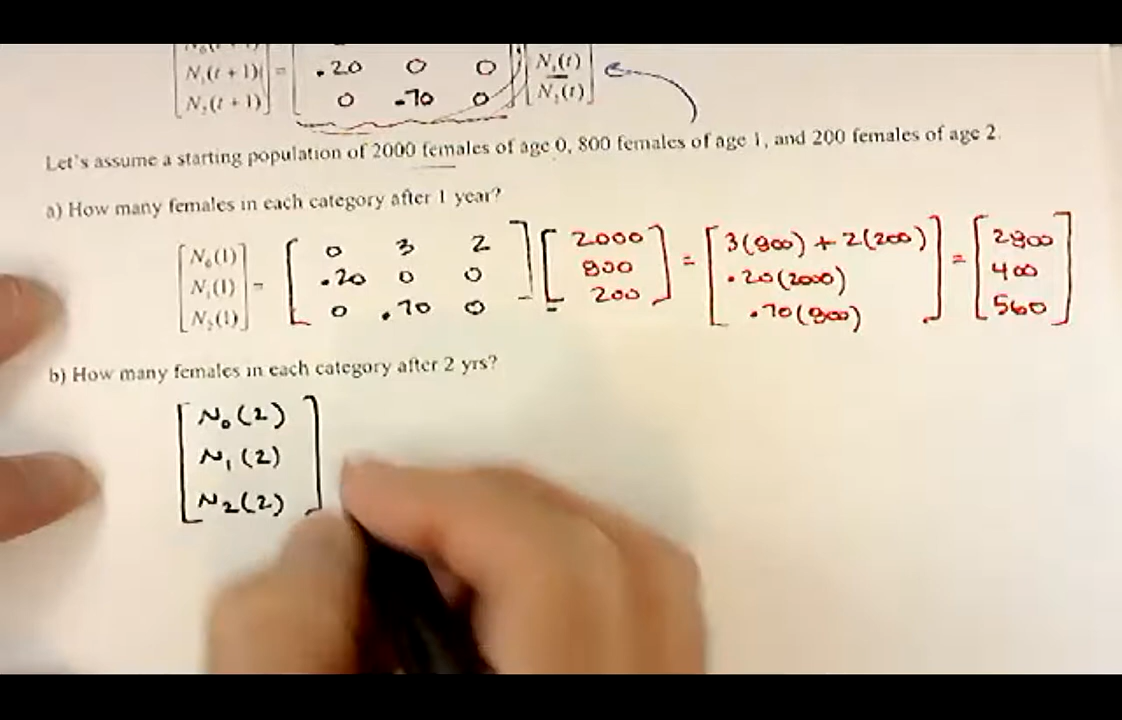 N₁(t + 1) = .20 0 0 N₁(t)
N₂(t + 1) 0 .70 0 N₂(t)
Let's assume a starting population of 2000 females of age 0, 800 females of age 1, and 200 females of age 2.
a) How many females in each category after 1 year?
N₀(1) 0 3 2 2000 3(800) + 2(200) 2800
N₁(1) = .20 0 0 800 = .20(2000) = 400
N₂(1) 0 .70 0 200 .70(800) 560
b) How many females in each category after 2 yrs?
N₀(2)
N₁(2)
N₂(2)